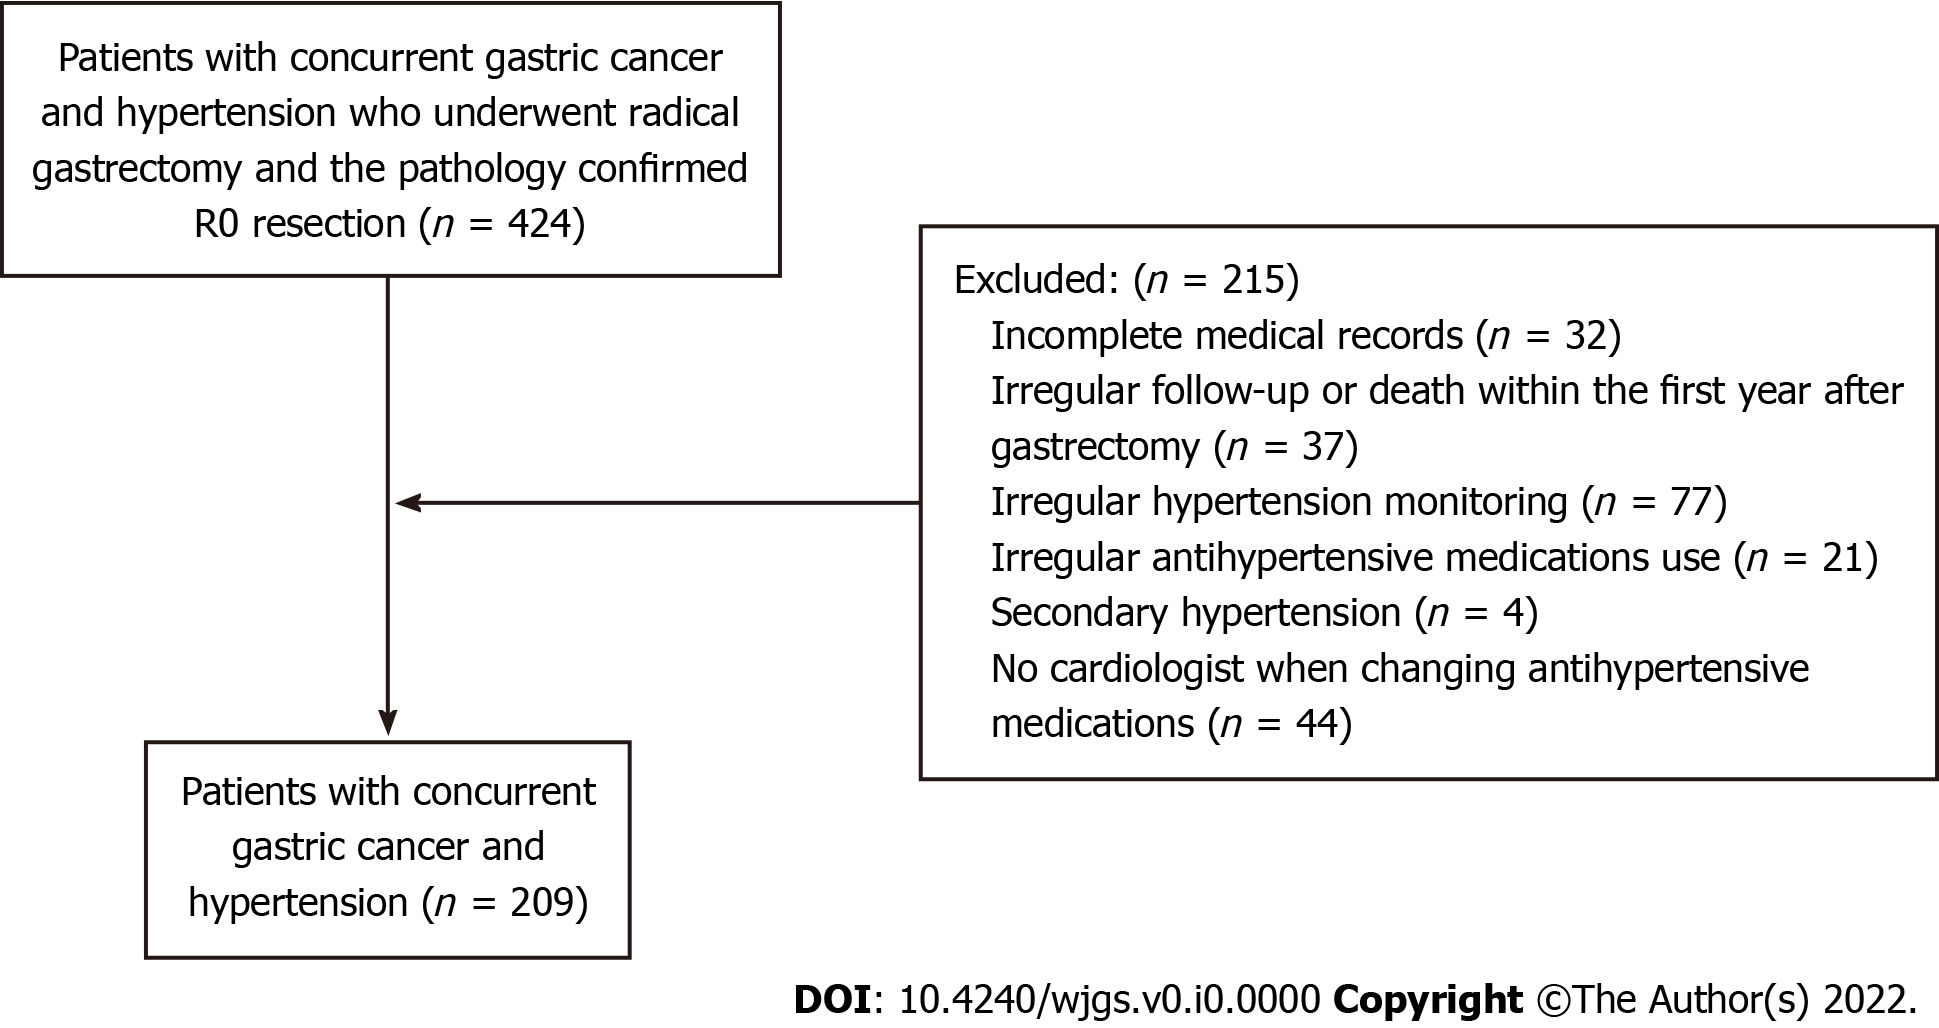 Patients with concurrent gastric cancer
and hypertension who underwent radical
gastrectomy and the pathology confirmed
R0 resection (n = 424)
Excluded: (n = 215)
Incomplete medical records (n = 32)
Irregular follow-up or death within the first year after
gastrectomy (n = 37)
Irregular hypertension monitoring (n = 77)
Irregular antihypertensive medications use (n = 21)
Secondary hypertension (n = 4)
No cardiologist when changing antihypertensive
medications (n = 44)
Patients with concurrent
gastric cancer and
hypertension (n = 209)
DOI: 10.4240/wjgs.v0.i0.0000 Copyright ©The Author(s) 2022.